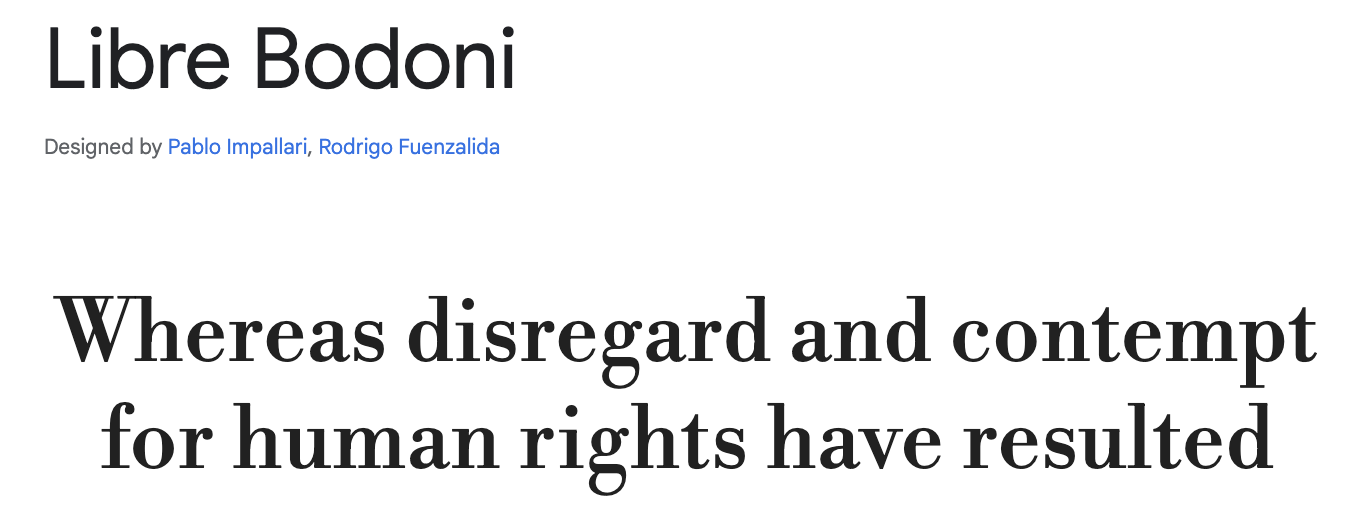 Libre Bodoni
Designed by Pablo Impallari, Rodrigo Fuenzalida
Whereas disregard and contempt
for human rights have resulted